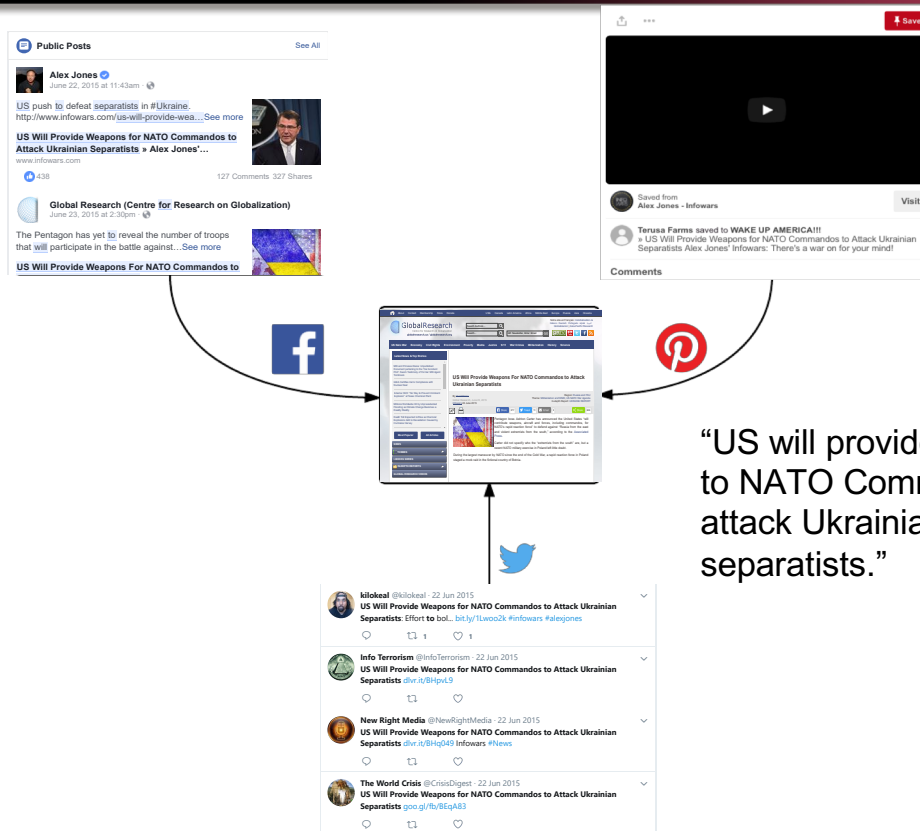 Public Posts
See All
Alex Jones
June 22, 2015 at 11:43am ·
US push to defeat separatists in #Ukraine.
http://www.infowars.com/us-will-provide-wea…See more
US Will Provide Weapons for NATO Commandos to
Attack Ukrainian Separatists » Alex Jones'…
www.infowars.com
438
127 Comments 327 Shares
Global Research (Centre for Research on Globalization)
June 23, 2015 at 2:30pm ·
The Pentagon has yet to reveal the number of troops
that will participate in the battle against…See more
US Will Provide Weapons For NATO Commandos to
Save
Saved from
Alex Jones - Infowars
Visit
Terusa Farms saved to WAKE UP AMERICA!!!
» US Will Provide Weapons for NATO Commandos to Attack Ukrainian
Separatists Alex Jones' Infowars: There's a war on for your mind!
Comments
GlobalResearch
US Will Provide Weapons For NATO Commandos to Attack
Ukrainian Separatists
“US will provide
to NATO Com
attack Ukrainia
separatists.”
kilokeal @kilokeal · 22 Jun 2015
US Will Provide Weapons for NATO Commandos to Attack Ukrainian
Separatists: Effort to bol... bit.ly/1Lwoo2k #infowars #alexjones
1 1
Info Terrorism @InfoTerrorism · 22 Jun 2015
US Will Provide Weapons for NATO Commandos to Attack Ukrainian
Separatists dlvr.it/BHpvL9
New Right Media @NewRightMedia · 22 Jun 2015
US Will Provide Weapons for NATO Commandos to Attack Ukrainian
Separatists dlvr.it/BHq049 Infowars #News
The World Crisis @CrisisDigest · 22 Jun 2015
US Will Provide Weapons for NATO Commandos to Attack Ukrainian
Separatists goo.gl/fb/BEqA83